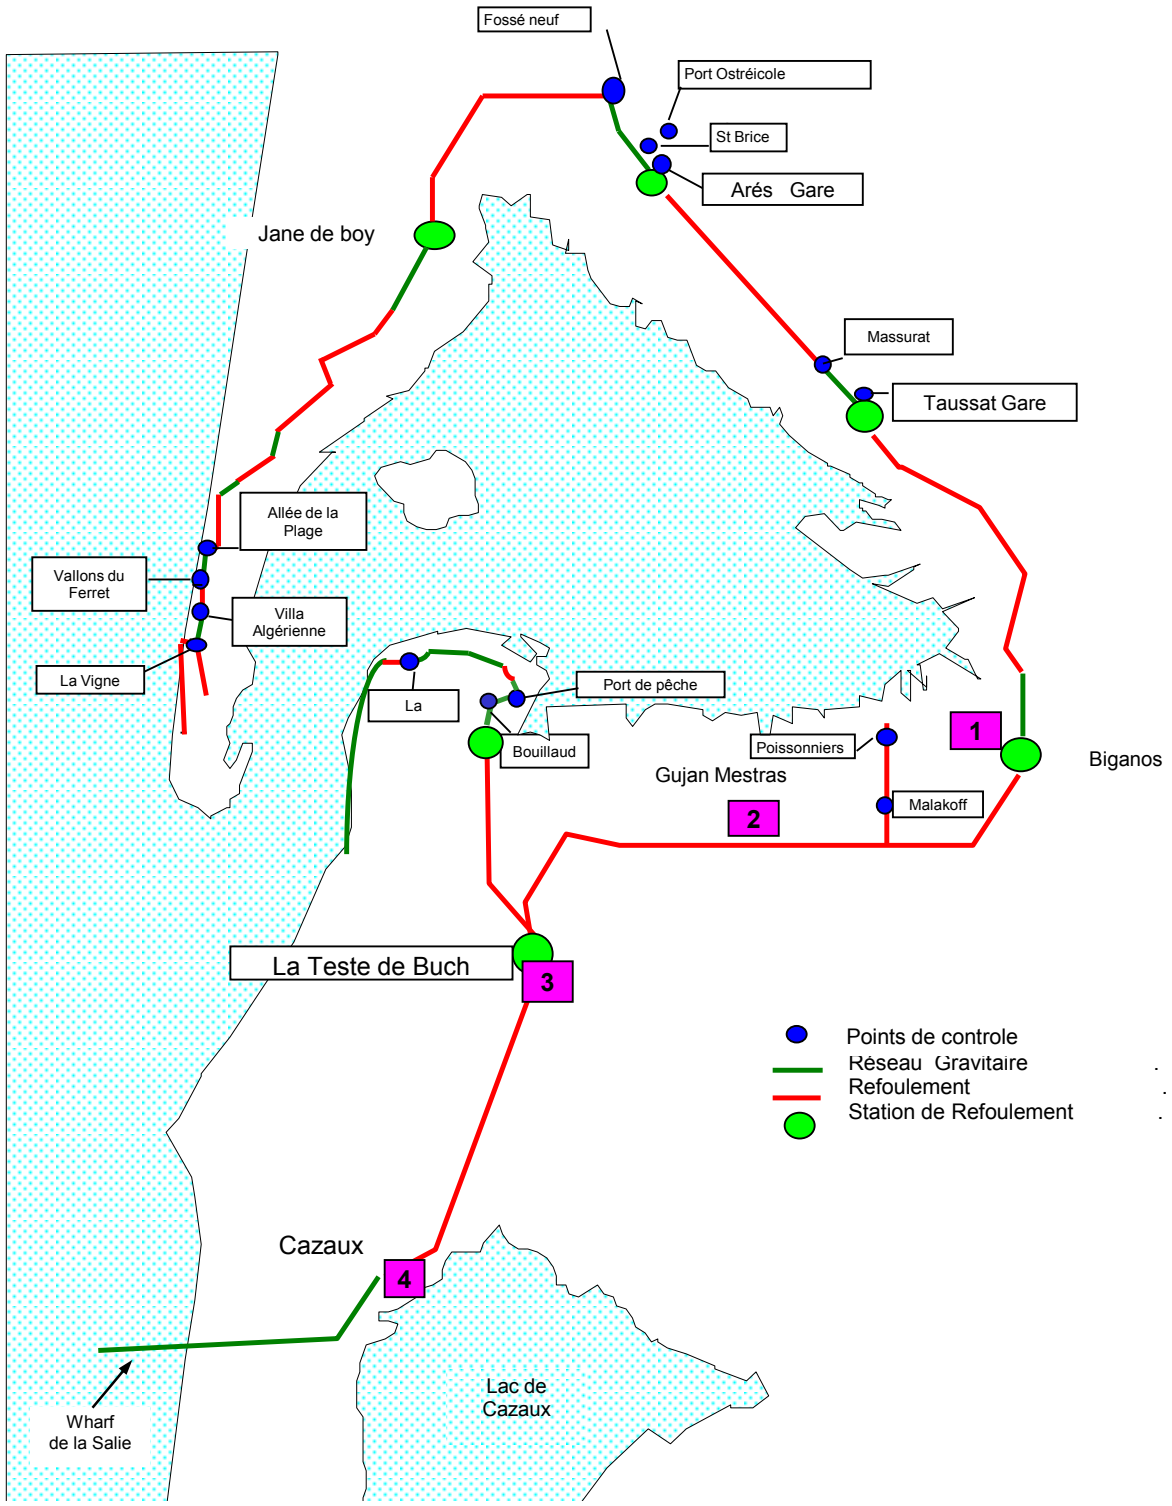 Fossé neuf
Port Ostréicole
St Brice
Arés Gare
Jane de boy
Massurat
Taussat Gare
Allée de la
Plage
Vallons du
Ferret
Villa
Algérienne
La Vigne
La
Port de pêche
Bouillaud
Poissonniers
1
Biganos
Gujan Mestras
2
Malakoff
La Teste de Buch
3
Points de controle
Réseau Gravitaire .
Refoulement .
Station de Refoulement .
Cazaux
4
Lac de
Cazaux
Wharf
de la Salie